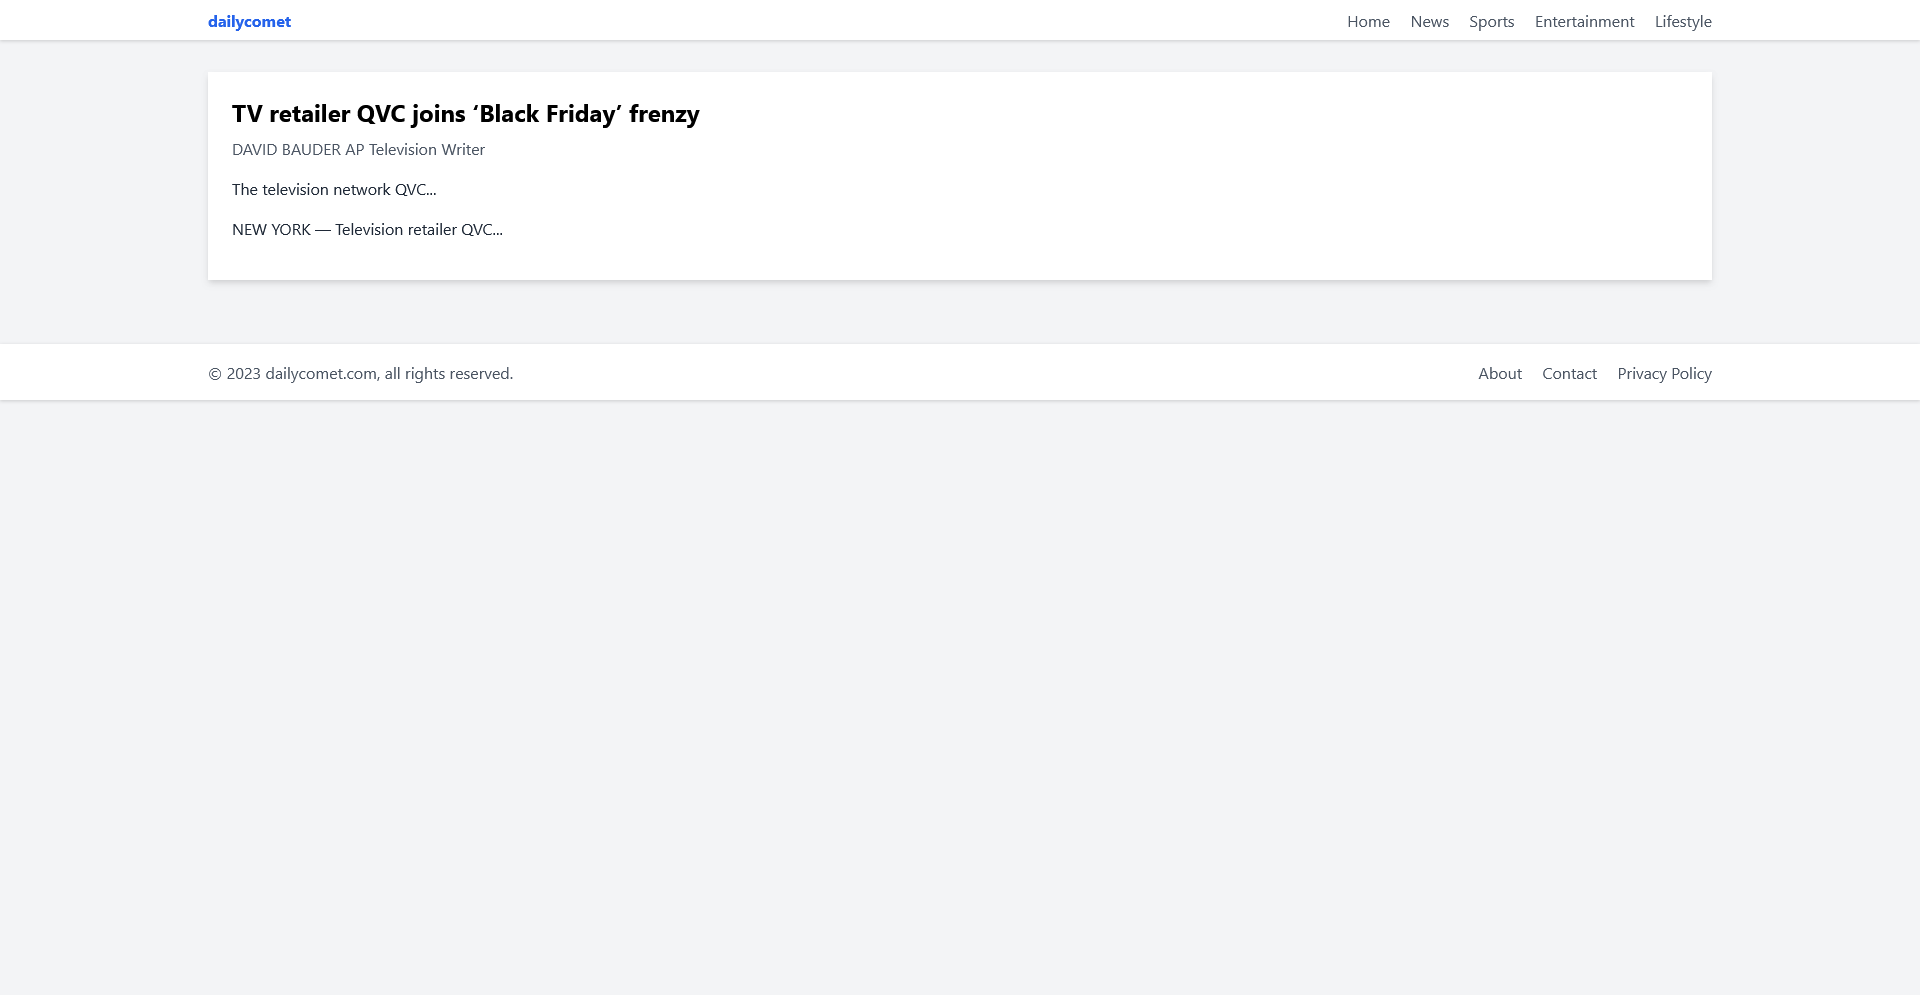 dailycomet
Home News Sports Entertainment Lifestyle
TV retailer QVC joins ‘Black Friday’ frenzy
DAVID BAUDER AP Television Writer
The television network QVC...
NEW YORK — Television retailer QVC...
© 2023 dailycomet.com, all rights reserved.
About Contact Privacy Policy